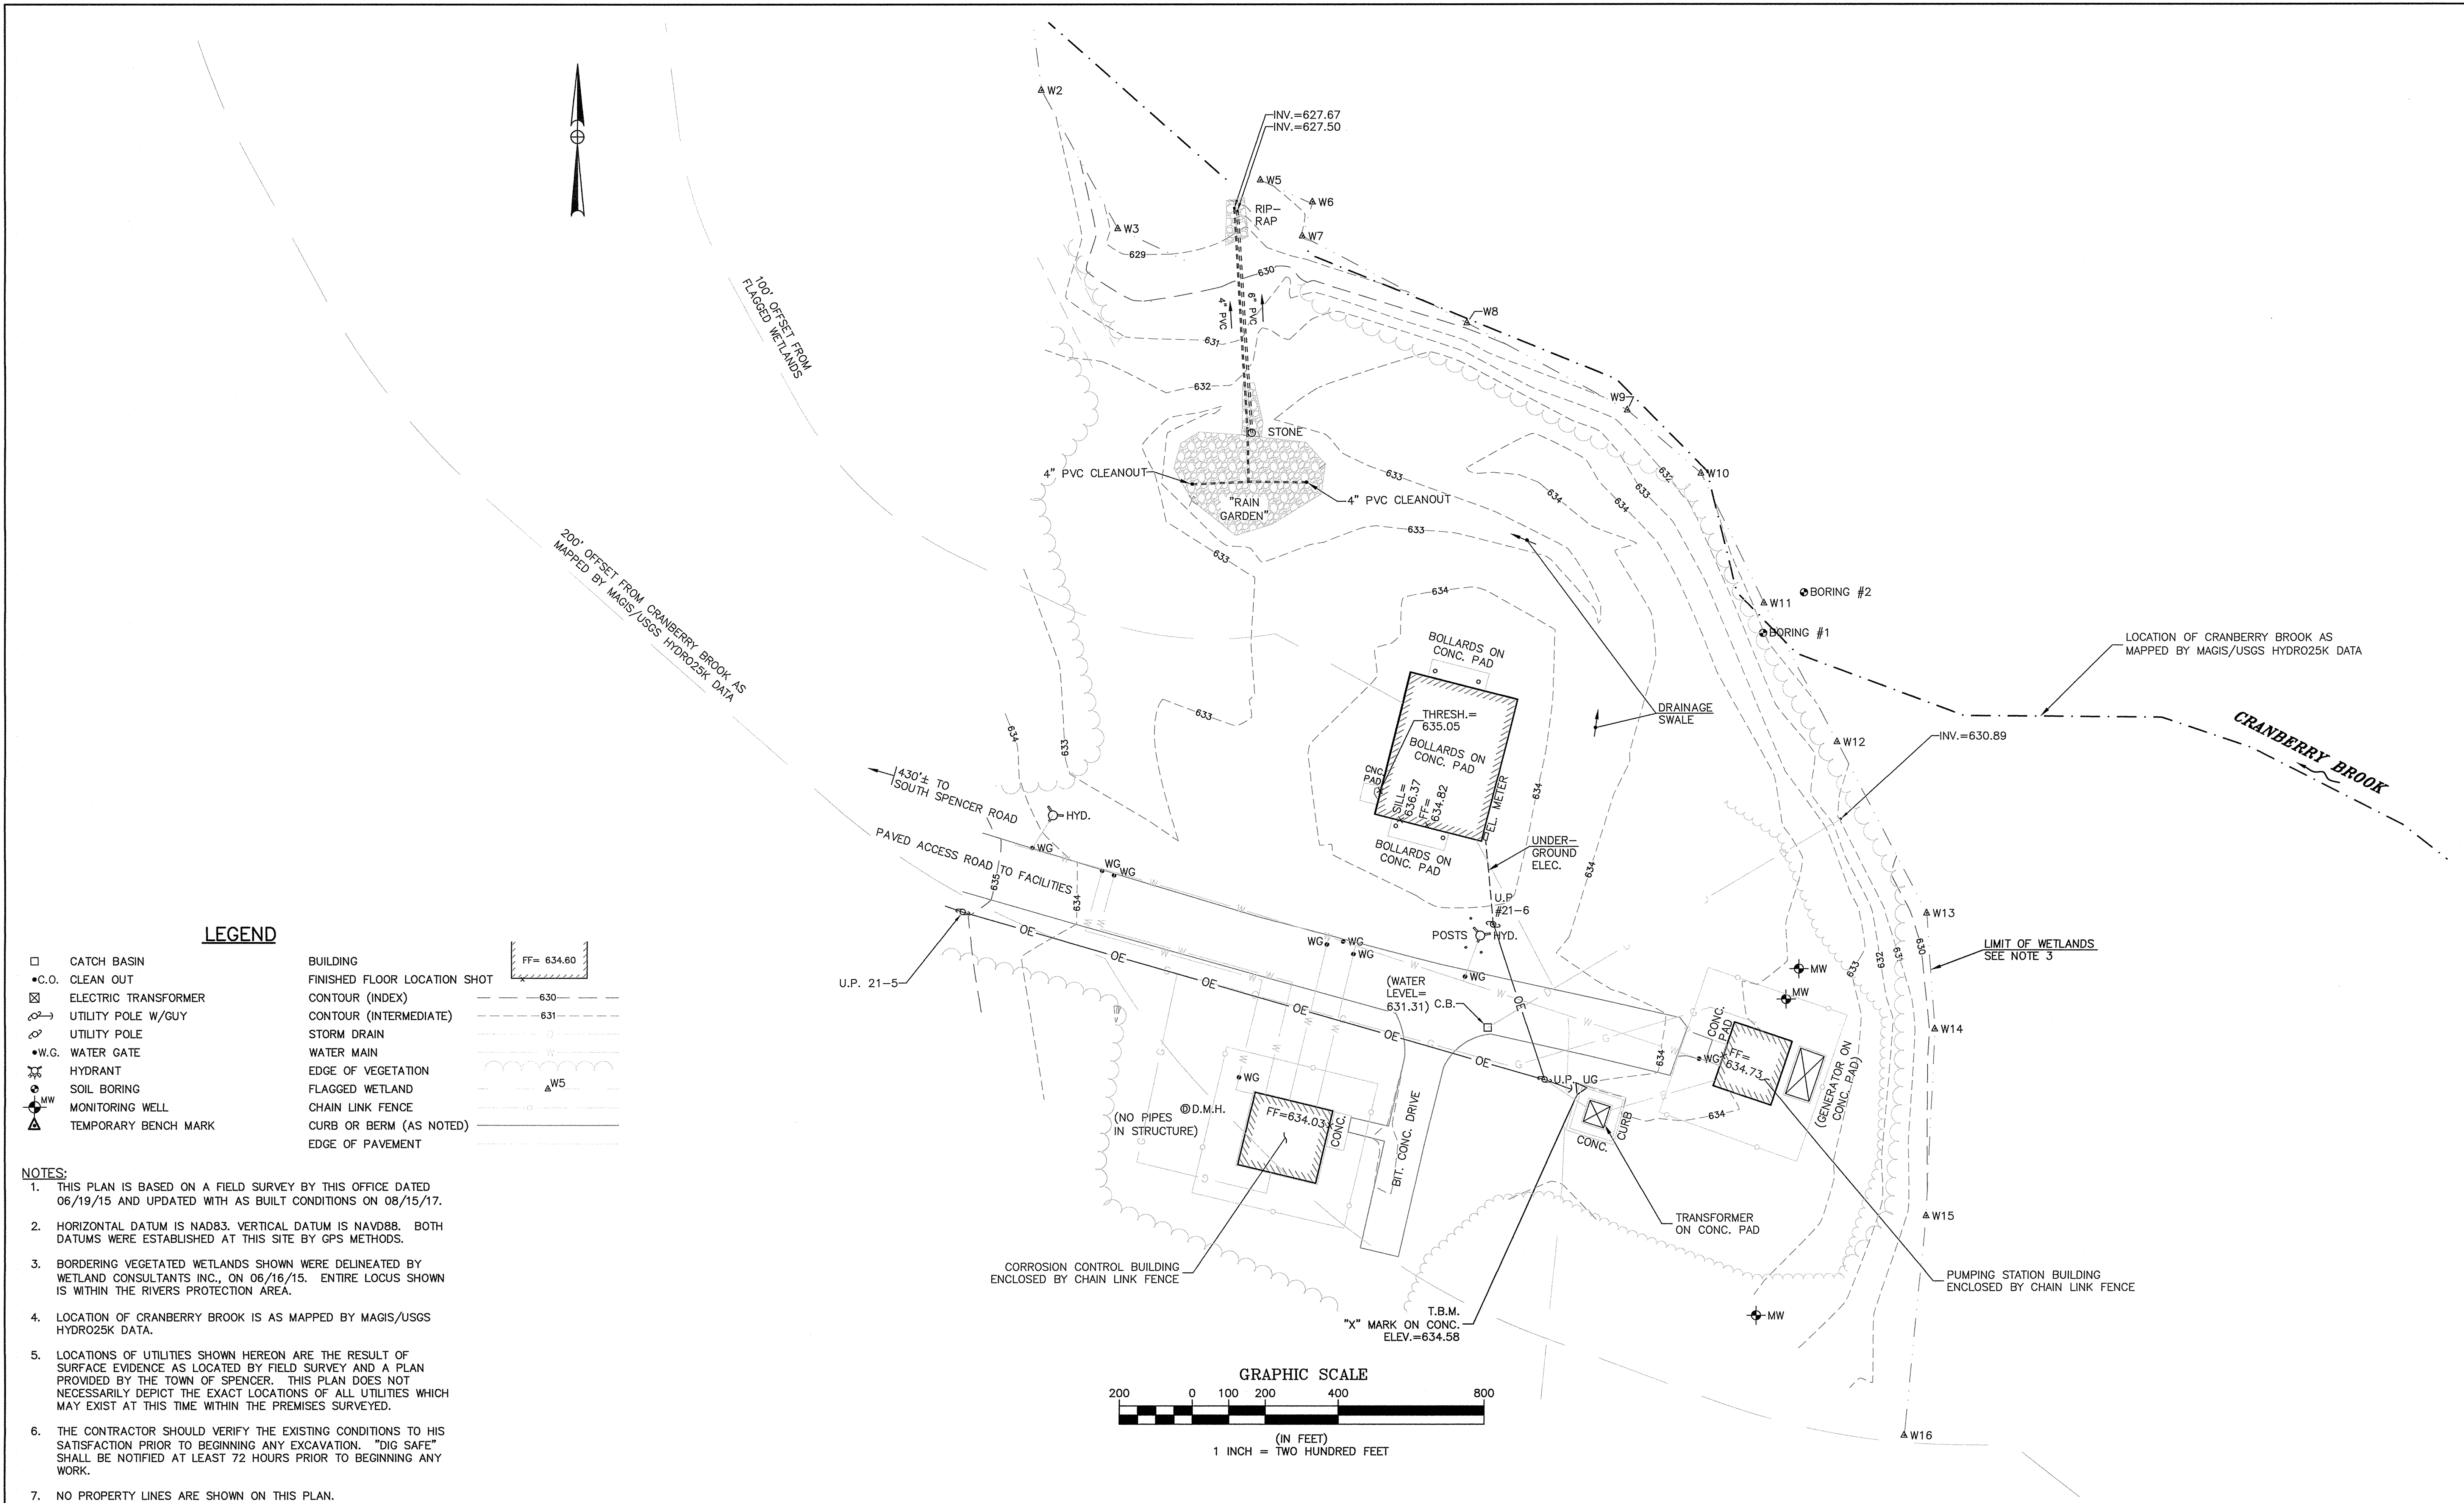 W2
INV.=627.67
INV.=627.50
W5
W6
RIP-
RAP
W3
W7
629
630
100' OFFSET FROM
FLAGGED WETLANDS
4" PVC
6" PVC
W8
631
632
W9
STONE
4" PVC CLEANOUT
"RAIN
GARDEN"
4" PVC CLEANOUT
633
632
W10
633
634
634
633
633
200' OFFSET FROM CRANBERRY BROOK AS
MAPPED BY MAGIS/USGS HYDRO25K DATA
634
BORING #2
W11
BORING #1
LOCATION OF CRANBERRY BROOK AS
MAPPED BY MAGIS/USGS HYDRO25K DATA
BOLLARDS ON
CONC. PAD
THRESH.=
635.05
BOLLARDS ON
CONC. PAD
DRAINAGE
SWALE
CRANBERRY BROOK
633
634
633
W12
INV.=630.89
430'± TO
SOUTH SPENCER ROAD
CNC.
PAD
SILL=
636.37
FF=
634.82
EL. METER
634
HYD.
WG
PAVED ACCESS ROAD TO FACILITIES
BOLLARDS ON
CONC. PAD
UNDER-
GROUND
ELEC.
634
WG
WG
635
634
U.P.
#21-6
POSTS
HYD.
W13
LIMIT OF WETLANDS
SEE NOTE 3
630
631
632
633
OE
OE
OE
OE
OE
OE
OE
U.P. 21-5
WG
WG
WG
WG
(WATER
LEVEL=
631.31)
C.B.
MW
MW
W14
CONC.
PAD
WG
FF=
634.73
(GENERATOR ON
CONC. PAD)
634
634
U.P.
UG
WG
D.M.H.
(NO PIPES
IN STRUCTURE)
FF=634.03
CONC.
BIT. CONC. DRIVE
CURB
CONC.
TRANSFORMER
ON CONC. PAD
W15
CORROSION CONTROL BUILDING
ENCLOSED BY CHAIN LINK FENCE
PUMPING STATION BUILDING
ENCLOSED BY CHAIN LINK FENCE
T.B.M.
"X" MARK ON CONC.
ELEV.=634.58
MW
W16
LEGEND
CATCH BASIN
C.O. CLEAN OUT
ELECTRIC TRANSFORMER
UTILITY POLE W/GUY
UTILITY POLE
W.G. WATER GATE
HYDRANT
SOIL BORING
MW MONITORING WELL
TEMPORARY BENCH MARK
BUILDING
FF= 634.60
FINISHED FLOOR LOCATION SHOT x
CONTOUR (INDEX) 630
CONTOUR (INTERMEDIATE) 631
STORM DRAIN D
WATER MAIN W
EDGE OF VEGETATION
FLAGGED WETLAND W5
CHAIN LINK FENCE
CURB OR BERM (AS NOTED)
EDGE OF PAVEMENT
NOTES:
1. THIS PLAN IS BASED ON A FIELD SURVEY BY THIS OFFICE DATED
06/19/15 AND UPDATED WITH AS BUILT CONDITIONS ON 08/15/17.
2. HORIZONTAL DATUM IS NAD83. VERTICAL DATUM IS NAVD88. BOTH
DATUMS WERE ESTABLISHED AT THIS SITE BY GPS METHODS.
3. BORDERING VEGETATED WETLANDS SHOWN WERE DELINEATED BY
WETLAND CONSULTANTS INC., ON 06/16/15. ENTIRE LOCUS SHOWN
IS WITHIN THE RIVERS PROTECTION AREA.
4. LOCATION OF CRANBERRY BROOK IS AS MAPPED BY MAGIS/USGS
HYDRO25K DATA.
5. LOCATIONS OF UTILITIES SHOWN HEREON ARE THE RESULT OF
SURFACE EVIDENCE AS LOCATED BY FIELD SURVEY AND A PLAN
PROVIDED BY THE TOWN OF SPENCER. THIS PLAN DOES NOT
NECESSARILY DEPICT THE EXACT LOCATIONS OF ALL UTILITIES WHICH
MAY EXIST AT THIS TIME WITHIN THE PREMISES SURVEYED.
6. THE CONTRACTOR SHOULD VERIFY THE EXISTING CONDITIONS TO HIS
SATISFACTION PRIOR TO BEGINNING ANY EXCAVATION. "DIG SAFE"
SHALL BE NOTIFIED AT LEAST 72 HOURS PRIOR TO BEGINNING ANY
WORK.
7. NO PROPERTY LINES ARE SHOWN ON THIS PLAN.
GRAPHIC SCALE
200 0 100 200 400 800
(IN FEET)
1 INCH = TWO HUNDRED FEET